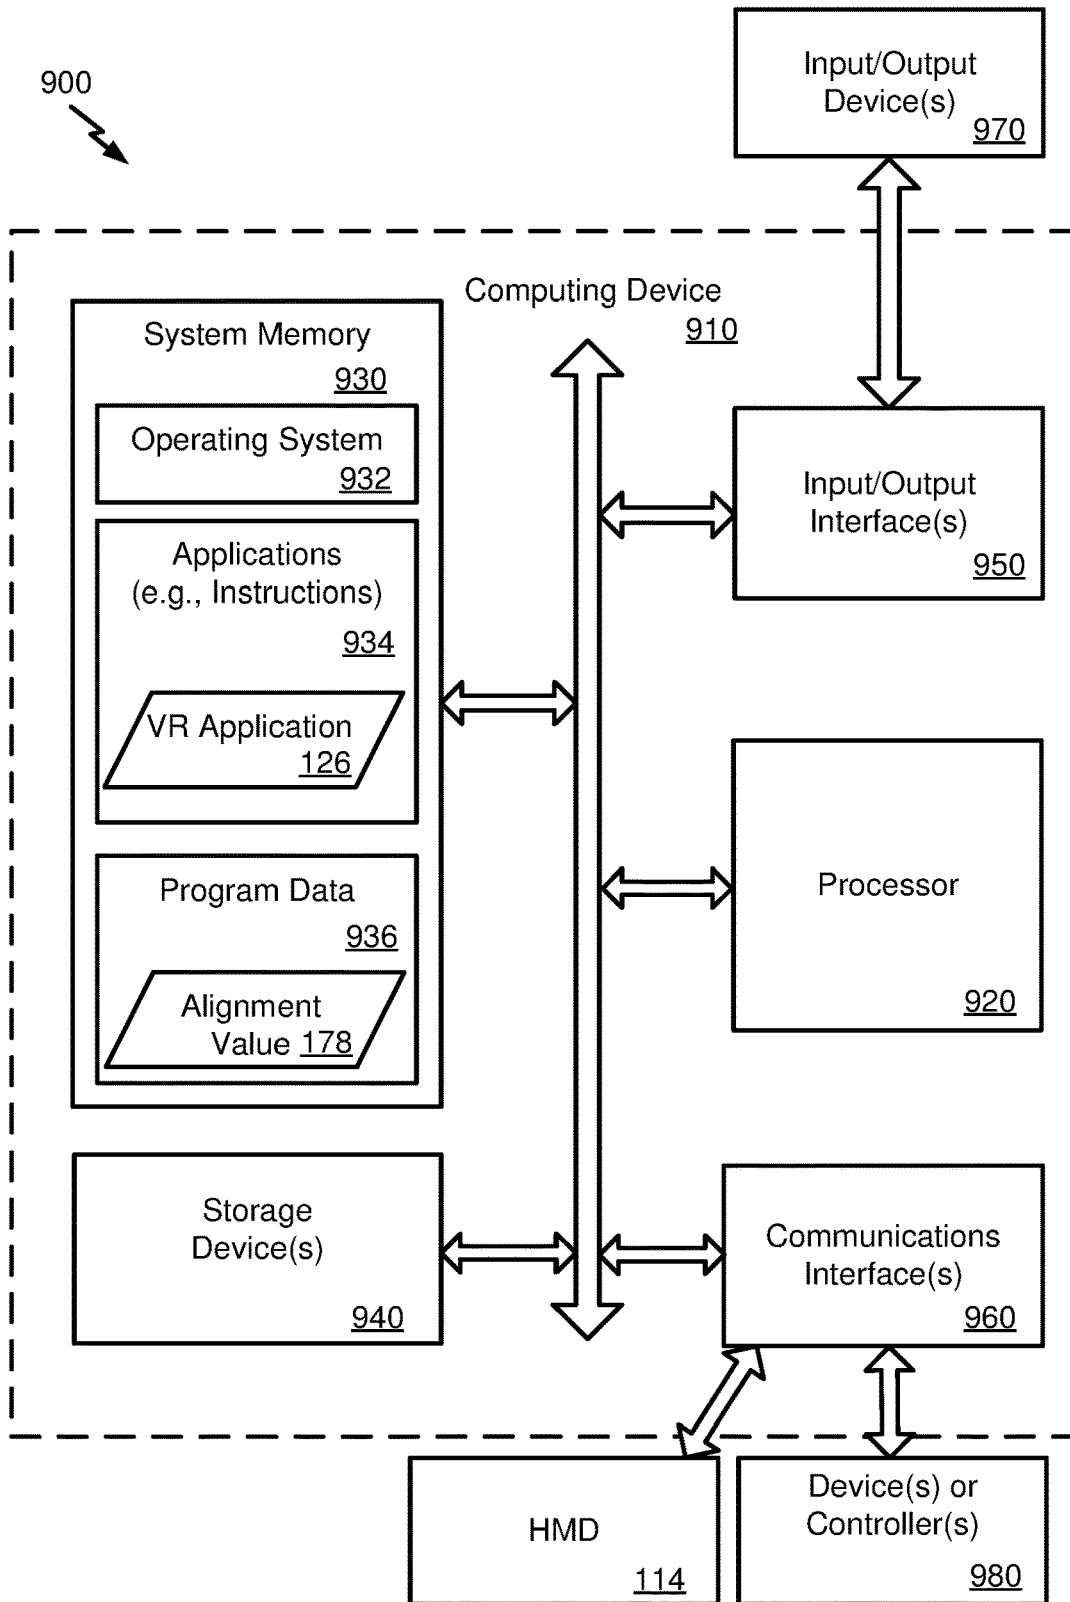 900
Input/Output
Device(s)
970
Computing Device
910
System Memory
930
Operating System
932
Applications
(e.g., Instructions)
934
VR Application
126
Program Data
936
Alignment
Value 178
Input/Output
Interface(s)
950
Processor
920
Storage
Device(s)
940
Communications
Interface(s)
960
HMD
114
Device(s) or
Controller(s)
980